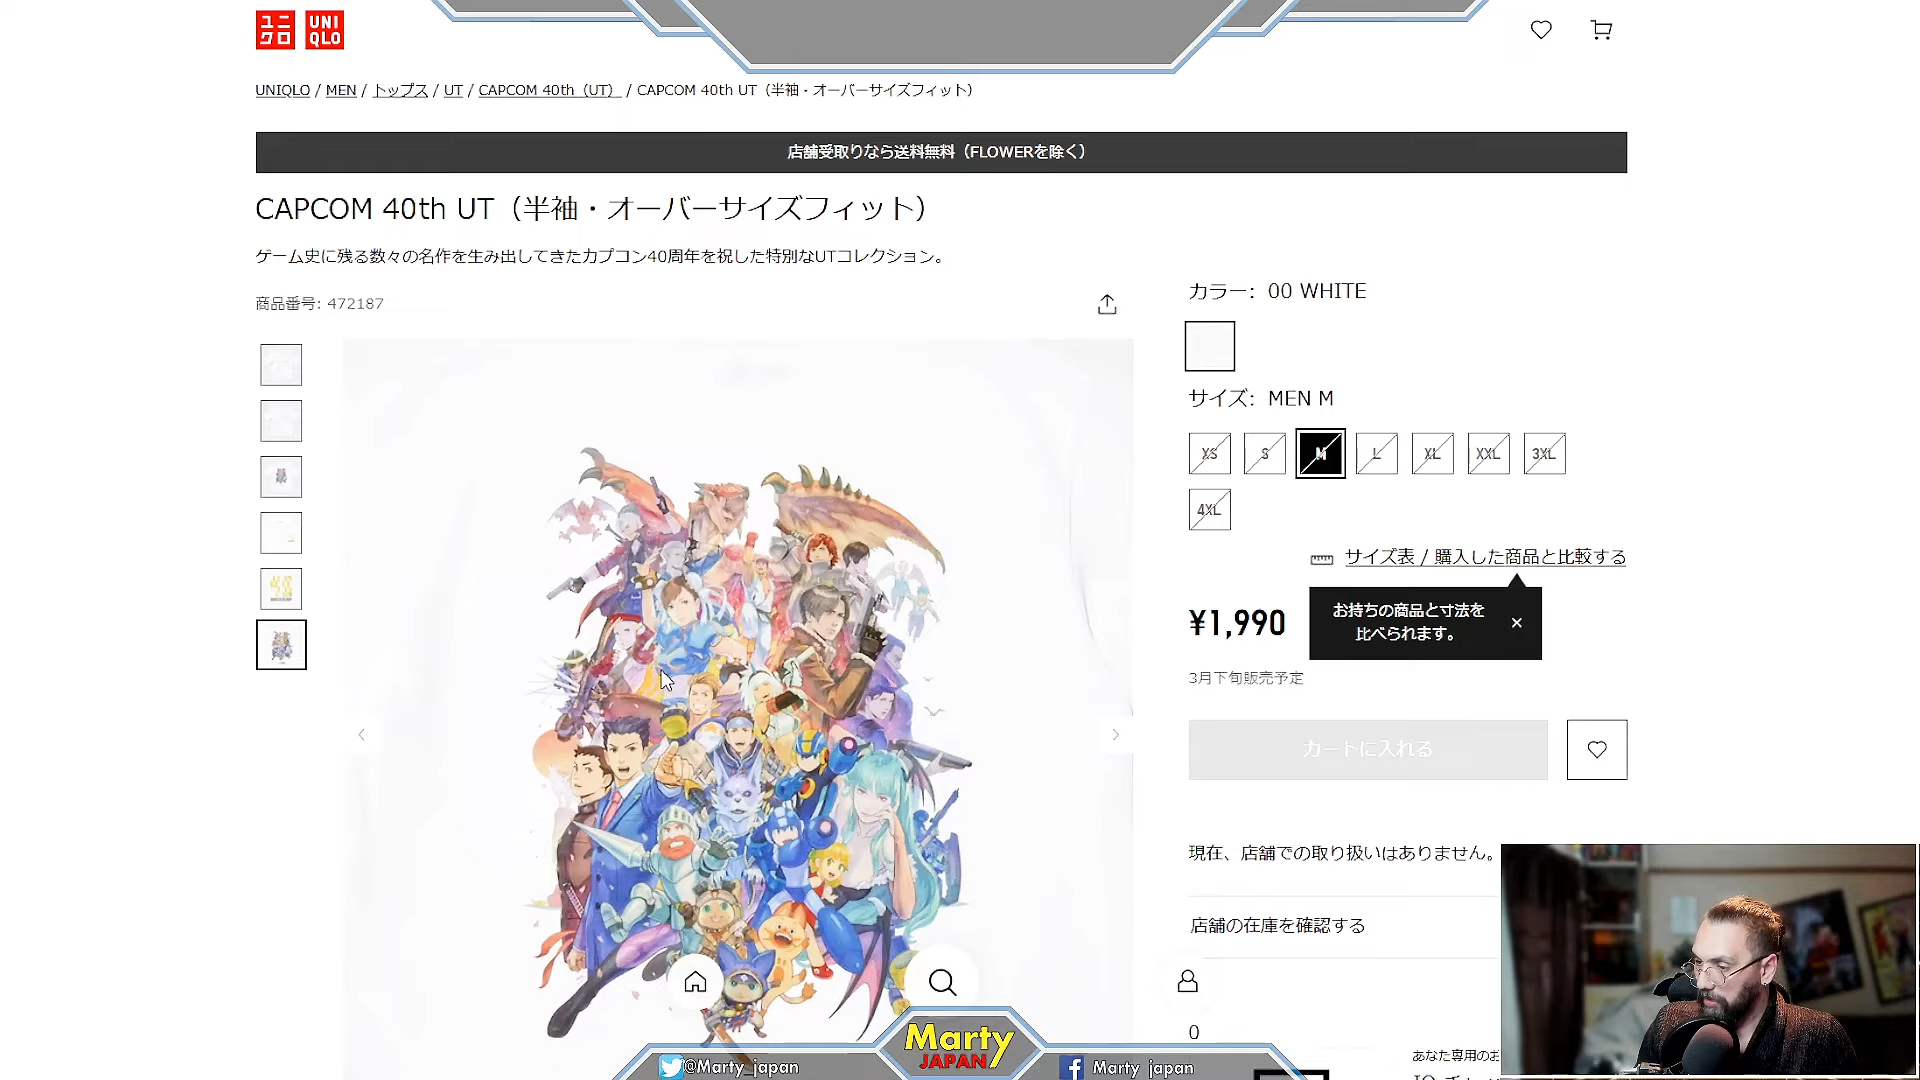 ユニクロ UNI QLO
UNIQLO / MEN / トップス / UT / CAPCOM 40th（UT） / CAPCOM 40th UT（半袖・オーバーサイズフィット）
店舗受取りなら送料無料（FLOWERを除く）
CAPCOM 40th UT（半袖・オーバーサイズフィット）
ゲーム史に残る数々の名作を生み出してきたカプコン40周年を祝した特別なUTコレクション。
商品番号: 472187
カラー: 00 WHITE
サイズ: MEN M
XS S M L XL XXL 3XL
4XL
サイズ表 / 購入した商品と比較する
¥1,990
お持ちの商品と寸法を
比べられます。
×
3月下旬販売予定
カートに入れる
現在、店舗での取り扱いはありません。
店舗の在庫を確認する
0
あなた専用のお
Marty
JAPAN
@Marty_japan
Marty japan